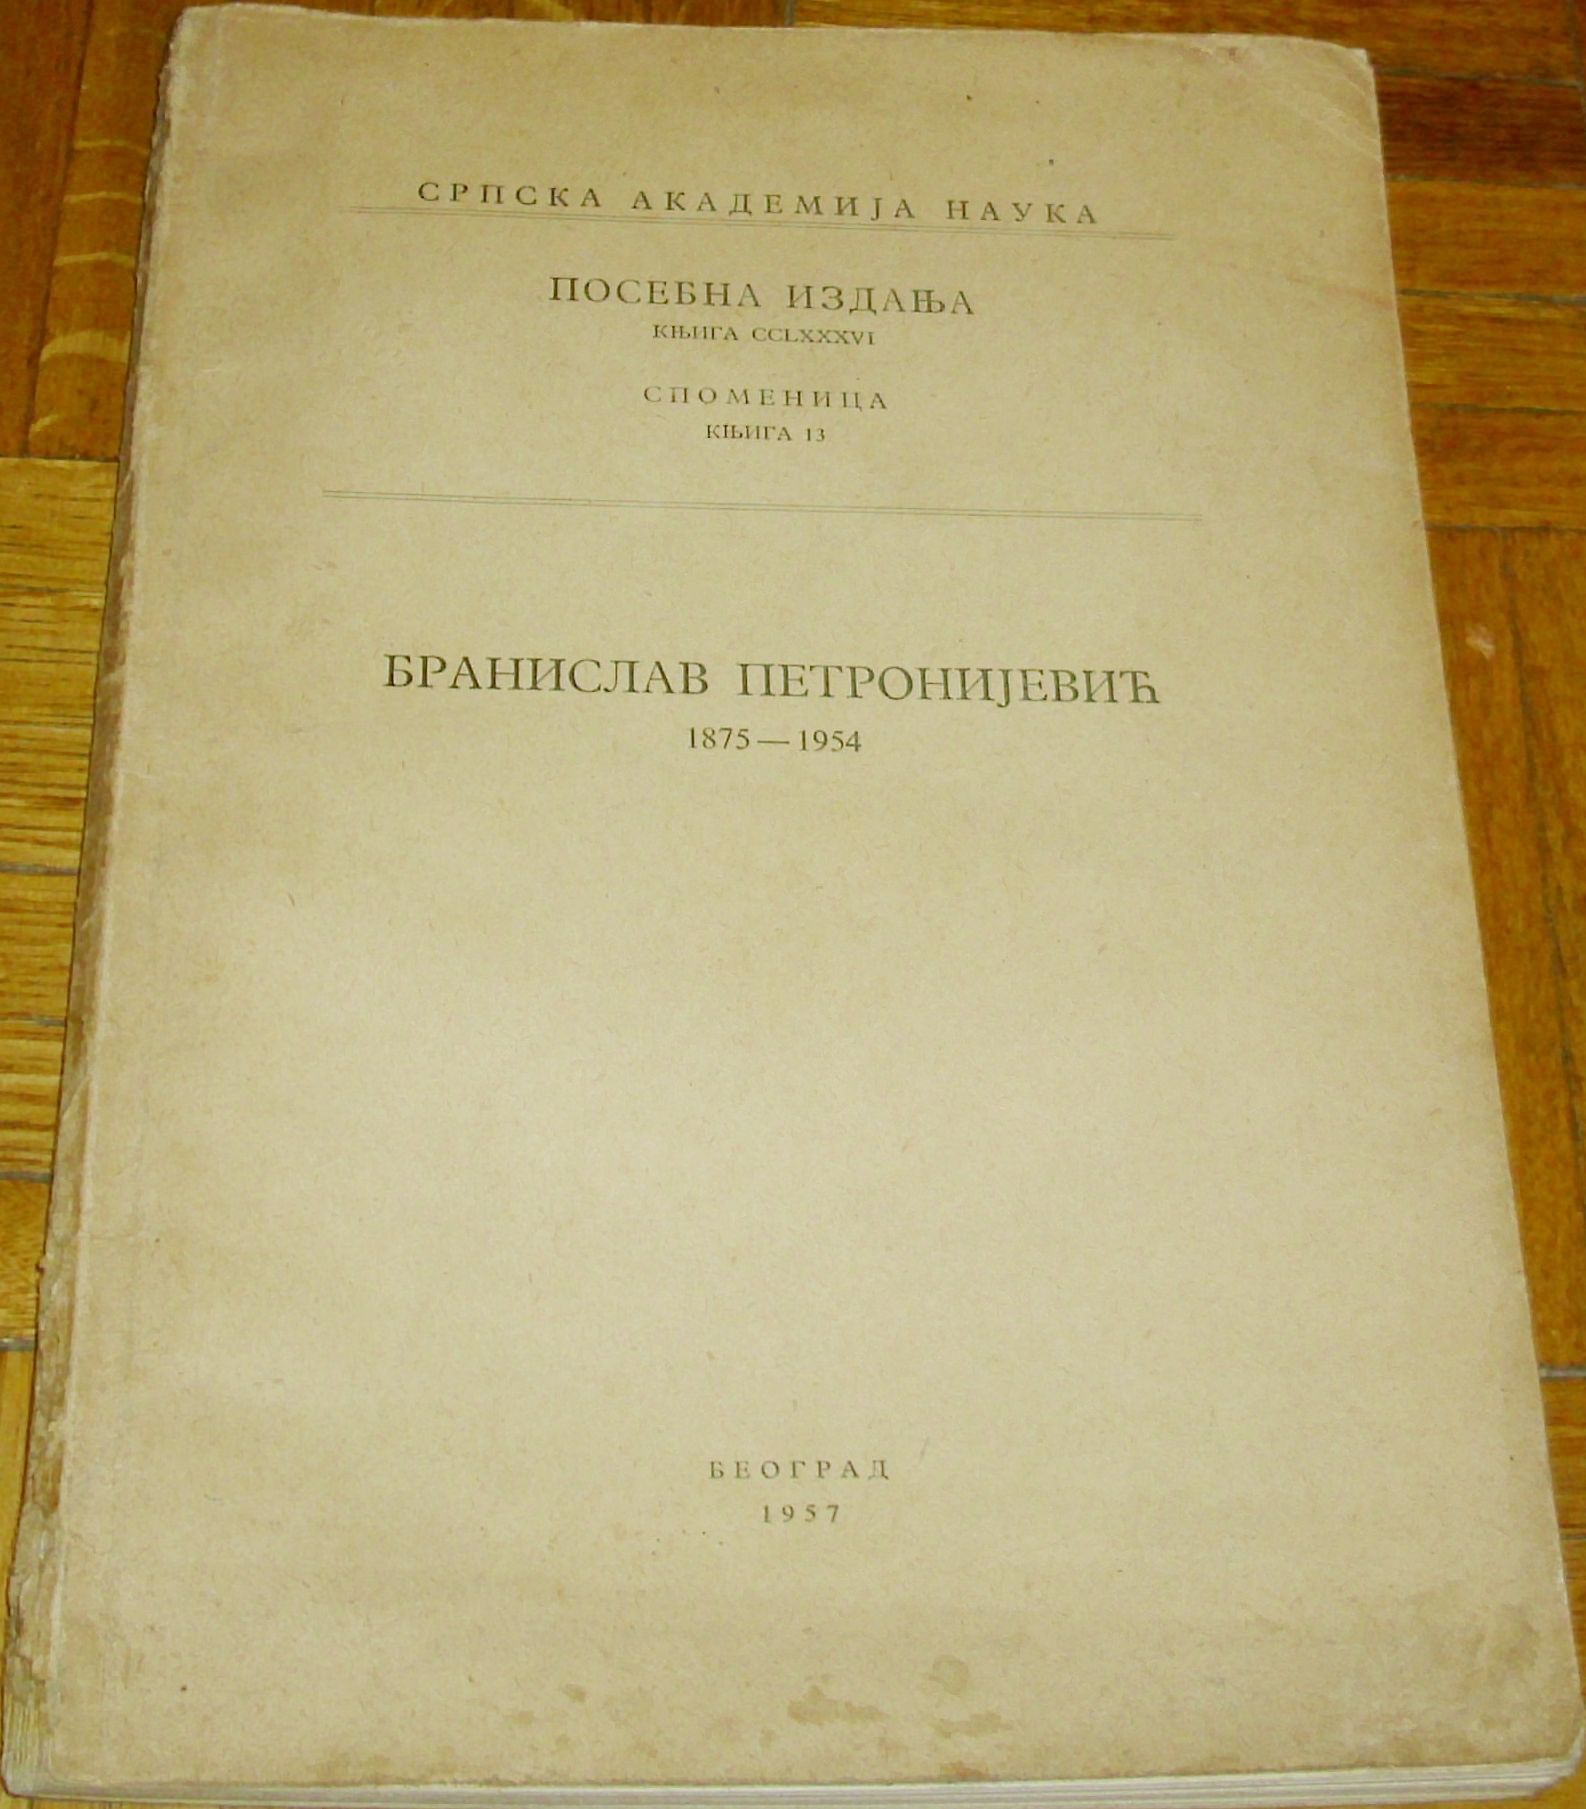 СРПСКА АКАДЕМИЈА НАУКА
ПОСЕБНА ИЗДАЊА
КЊИГА CCLXXXVI
СПОМЕНИЦА
КЊИГА 13
БРАНИСЛАВ ПЕТРОНИЈЕВИЋ
1875 — 1954
БЕОГРАД
1957